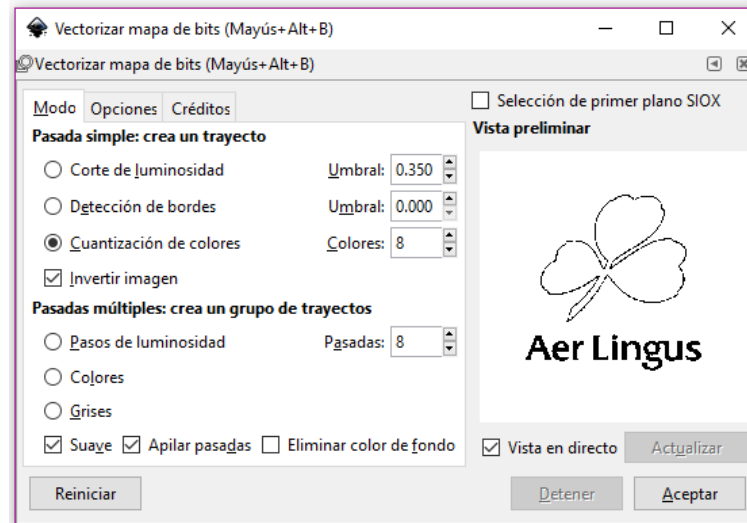 Vectorizar mapa de bits (Mayús+Alt+B)
Vectorizar mapa de bits (Mayús+Alt+B)
Modo Opciones Créditos
Pasada simple: crea un trayecto
Corte de luminosidad Umbral: 0.350
Detección de bordes Umbral: 0.000
Cuantización de colores Colores: 8
Invertir imagen
Pasadas múltiples: crea un grupo de trayectos
Pasos de luminosidad Pasadas: 8
Colores
Grises
Suave Apilar pasadas Eliminar color de fondo
Selección de primer plano SIOX
Vista preliminar
Aer Lingus
Vista en directo Actualizar
Reiniciar Detener Aceptar